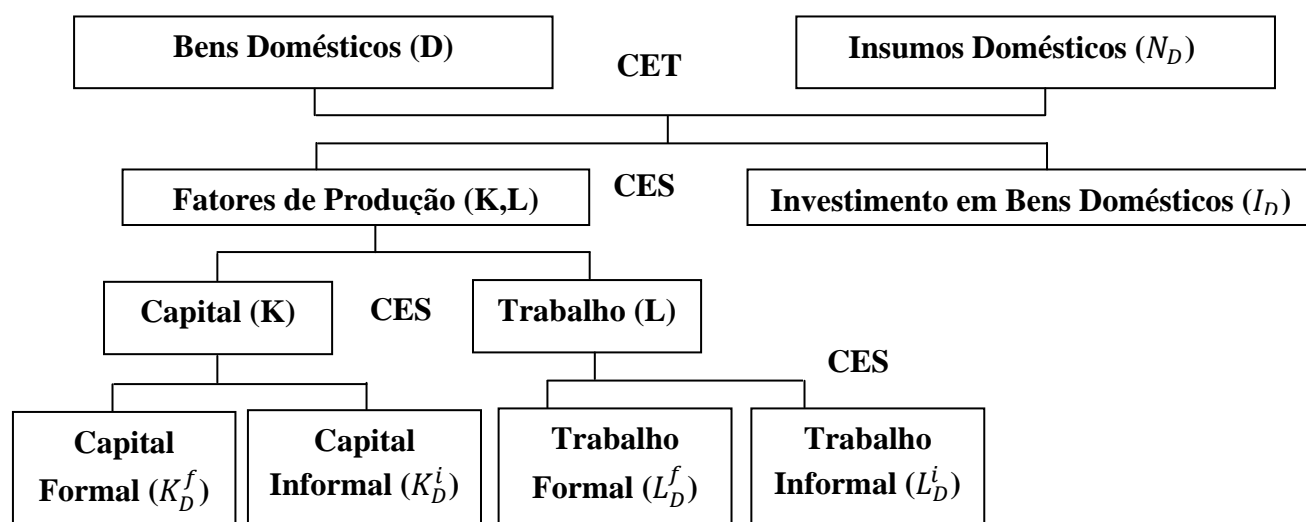 Bens Domésticos (D)
CET
Insumos Domésticos (N_D)
Fatores de Produção (K,L)
CES
Investimento em Bens Domésticos (I_D)
Capital (K)
CES
Trabalho (L)
CES
Capital
Formal (K_D^f)
Capital
Informal (K_D^i)
Trabalho
Formal (L_D^f)
Trabalho
Informal (L_D^i)